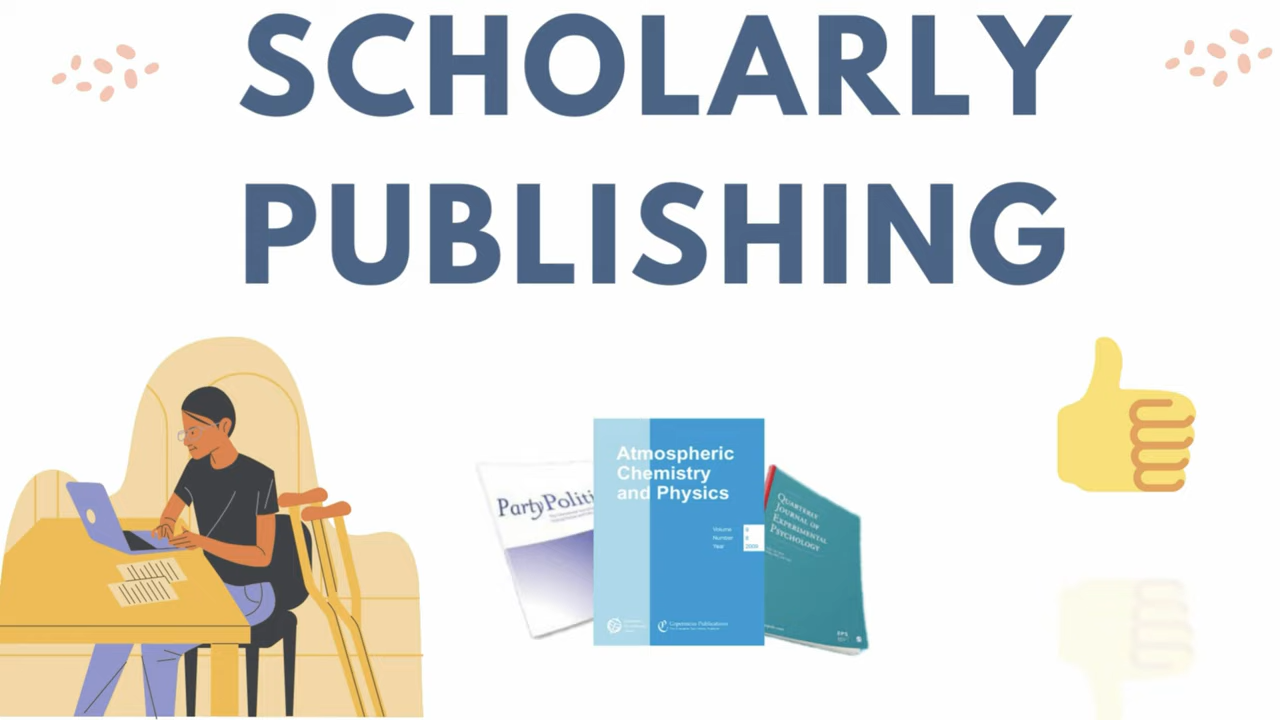 SCHOLARLY
PUBLISHING
PartyPoliti
Atmospheric
Chemistry
and Physics
Volume
Number
Year
QUARTERLY
JOURNAL OF
EXPERIMENTAL
PSYCHOLOGY
Copernicus Publications